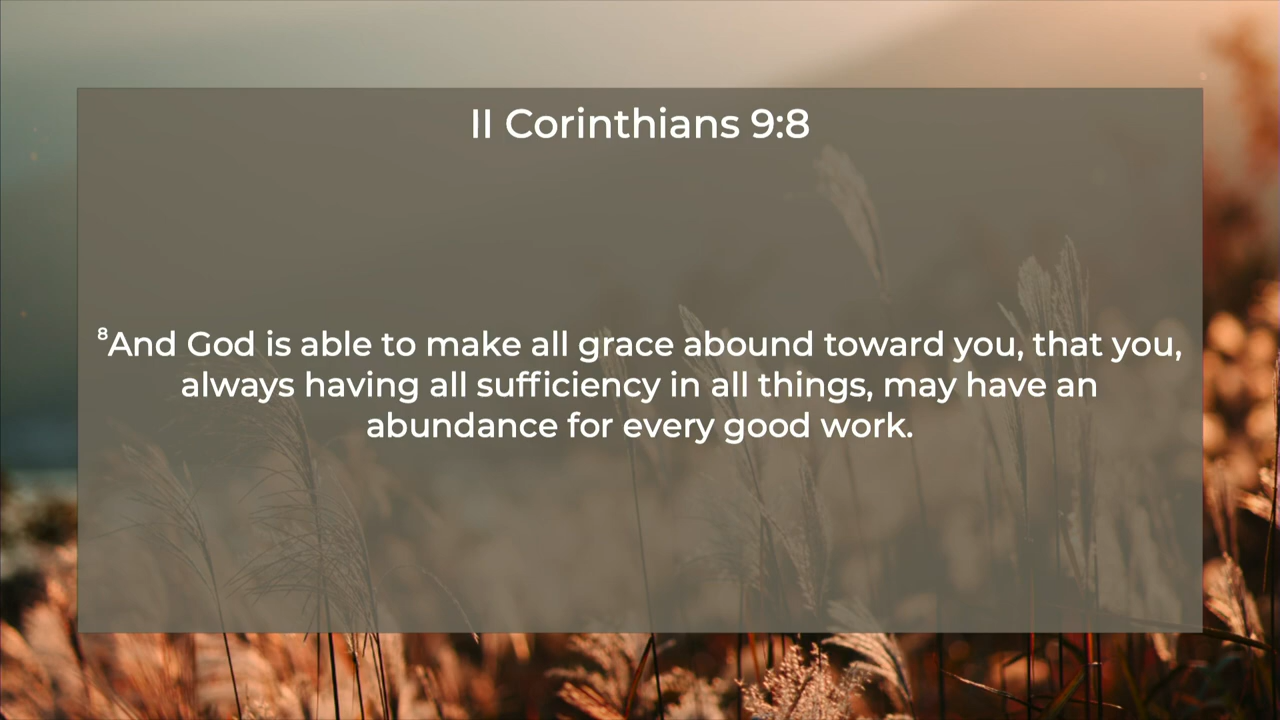 II Corinthians 9:8
⁸And God is able to make all grace abound toward you, that you,
always having all sufficiency in all things, may have an
abundance for every good work.